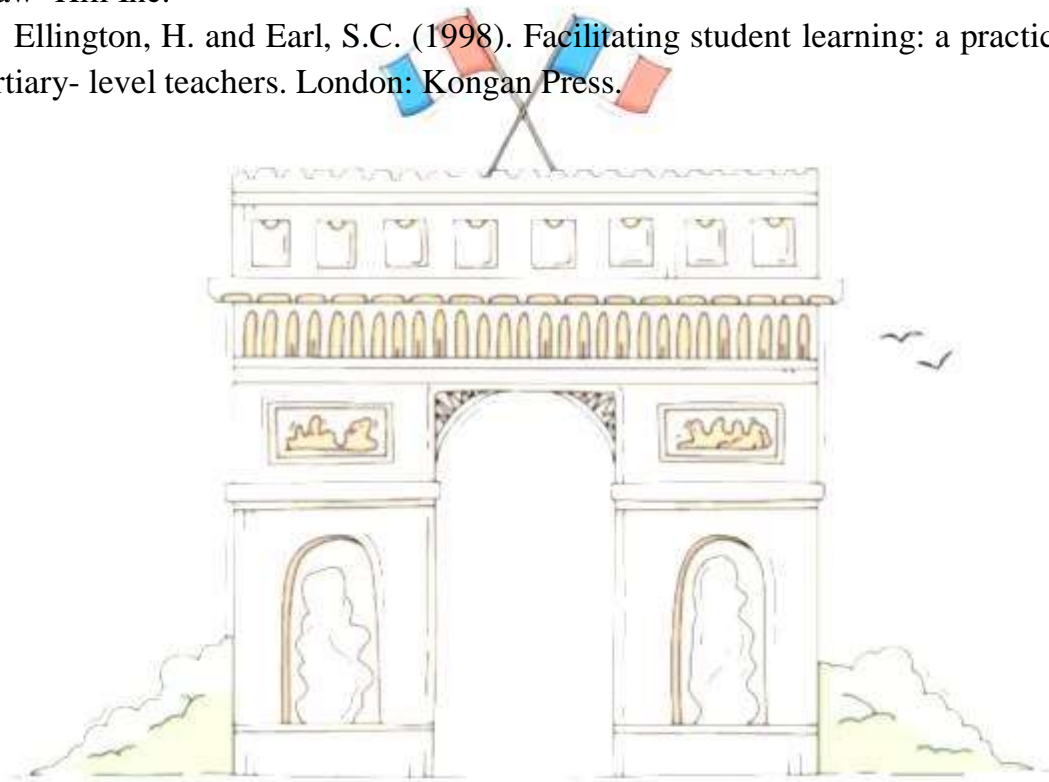 Ellington, H. and Earl, S.C. (1998). Facilitating student learning: a practic
rtiary- level teachers. London: Kongan Press.